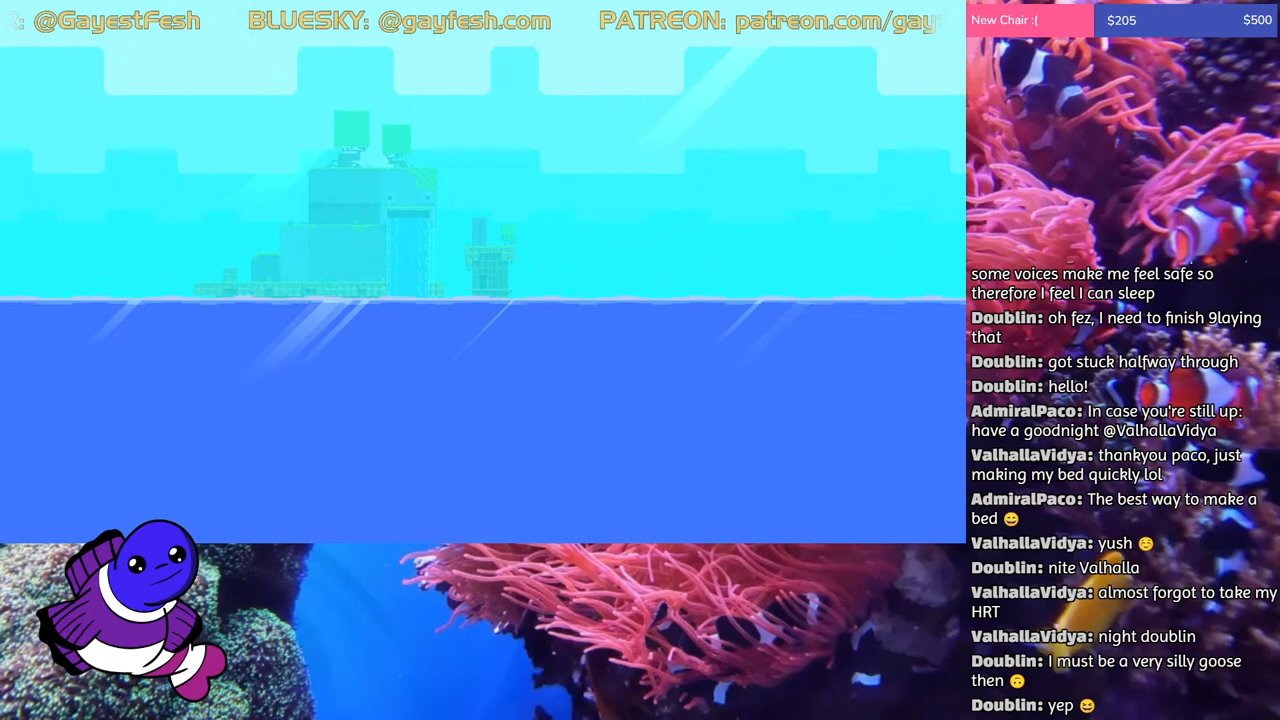 : @GayestFesh BLUESKY: @gayfesh.com PATREON: patreon.com/gay
New Chair :( $205 $500
some voices make me feel safe so
therefore I feel I can sleep
Doublin: oh fez, I need to finish 9laying
that
Doublin: got stuck halfway through
Doublin: hello!
AdmiralPaco: In case you're still up:
have a goodnight @ValhallaVidya
ValhallaVidya: thankyou paco, just
making my bed quickly lol
AdmiralPaco: The best way to make a
bed 😄
ValhallaVidya: yush ☺️
Doublin: nite Valhalla
ValhallaVidya: almost forgot to take my
HRT
ValhallaVidya: night doublin
Doublin: I must be a very silly goose
then 🙃
Doublin: yep 😆